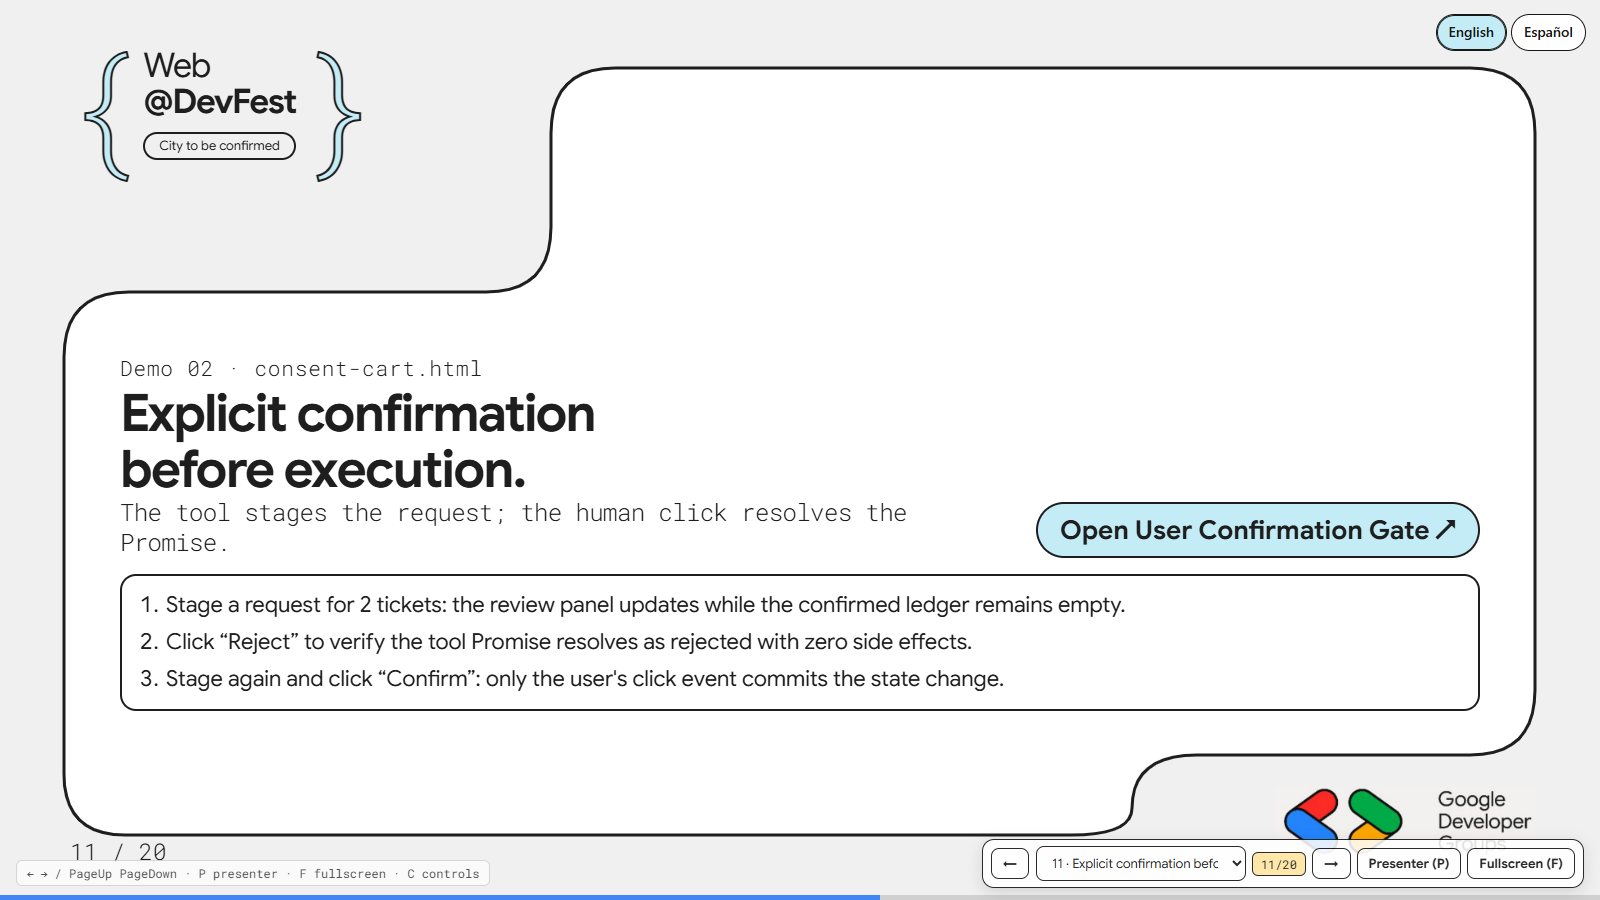 English
Español
Web
@DevFest
City to be confirmed
Demo 02 · consent-cart.html
Explicit confirmation
before execution.
The tool stages the request; the human click resolves the
Promise.
Open User Confirmation Gate ↗
1. Stage a request for 2 tickets: the review panel updates while the confirmed ledger remains empty.
2. Click “Reject” to verify the tool Promise resolves as rejected with zero side effects.
3. Stage again and click “Confirm”: only the user's click event commits the state change.
Google
Developer
Groups
11 / 20
← → / PageUp PageDown · P presenter · F fullscreen · C controls
←
11 · Explicit confirmation befc
11/20
→
Presenter (P)
Fullscreen (F)